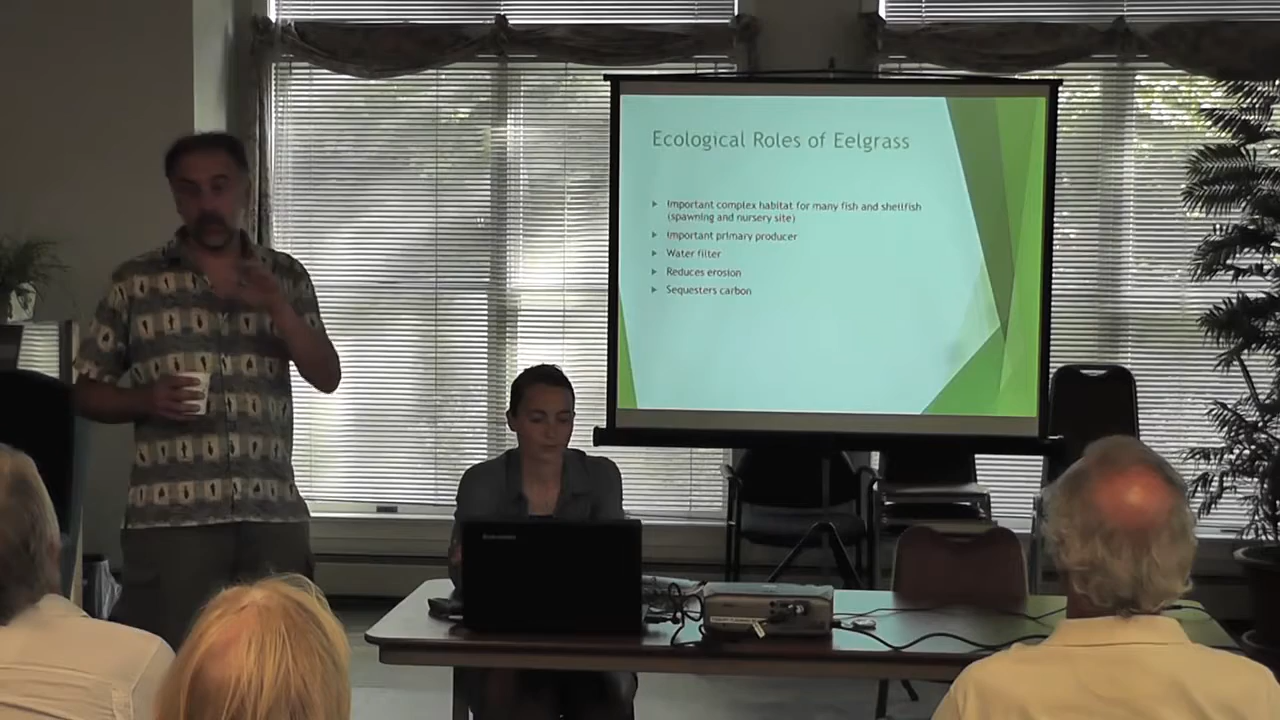 Ecological Roles of Eelgrass
Important complex habitat for many fish and shellfish
(spawning and nursery site)
Important primary producer
Water filter
Reduces erosion
Sequesters carbon